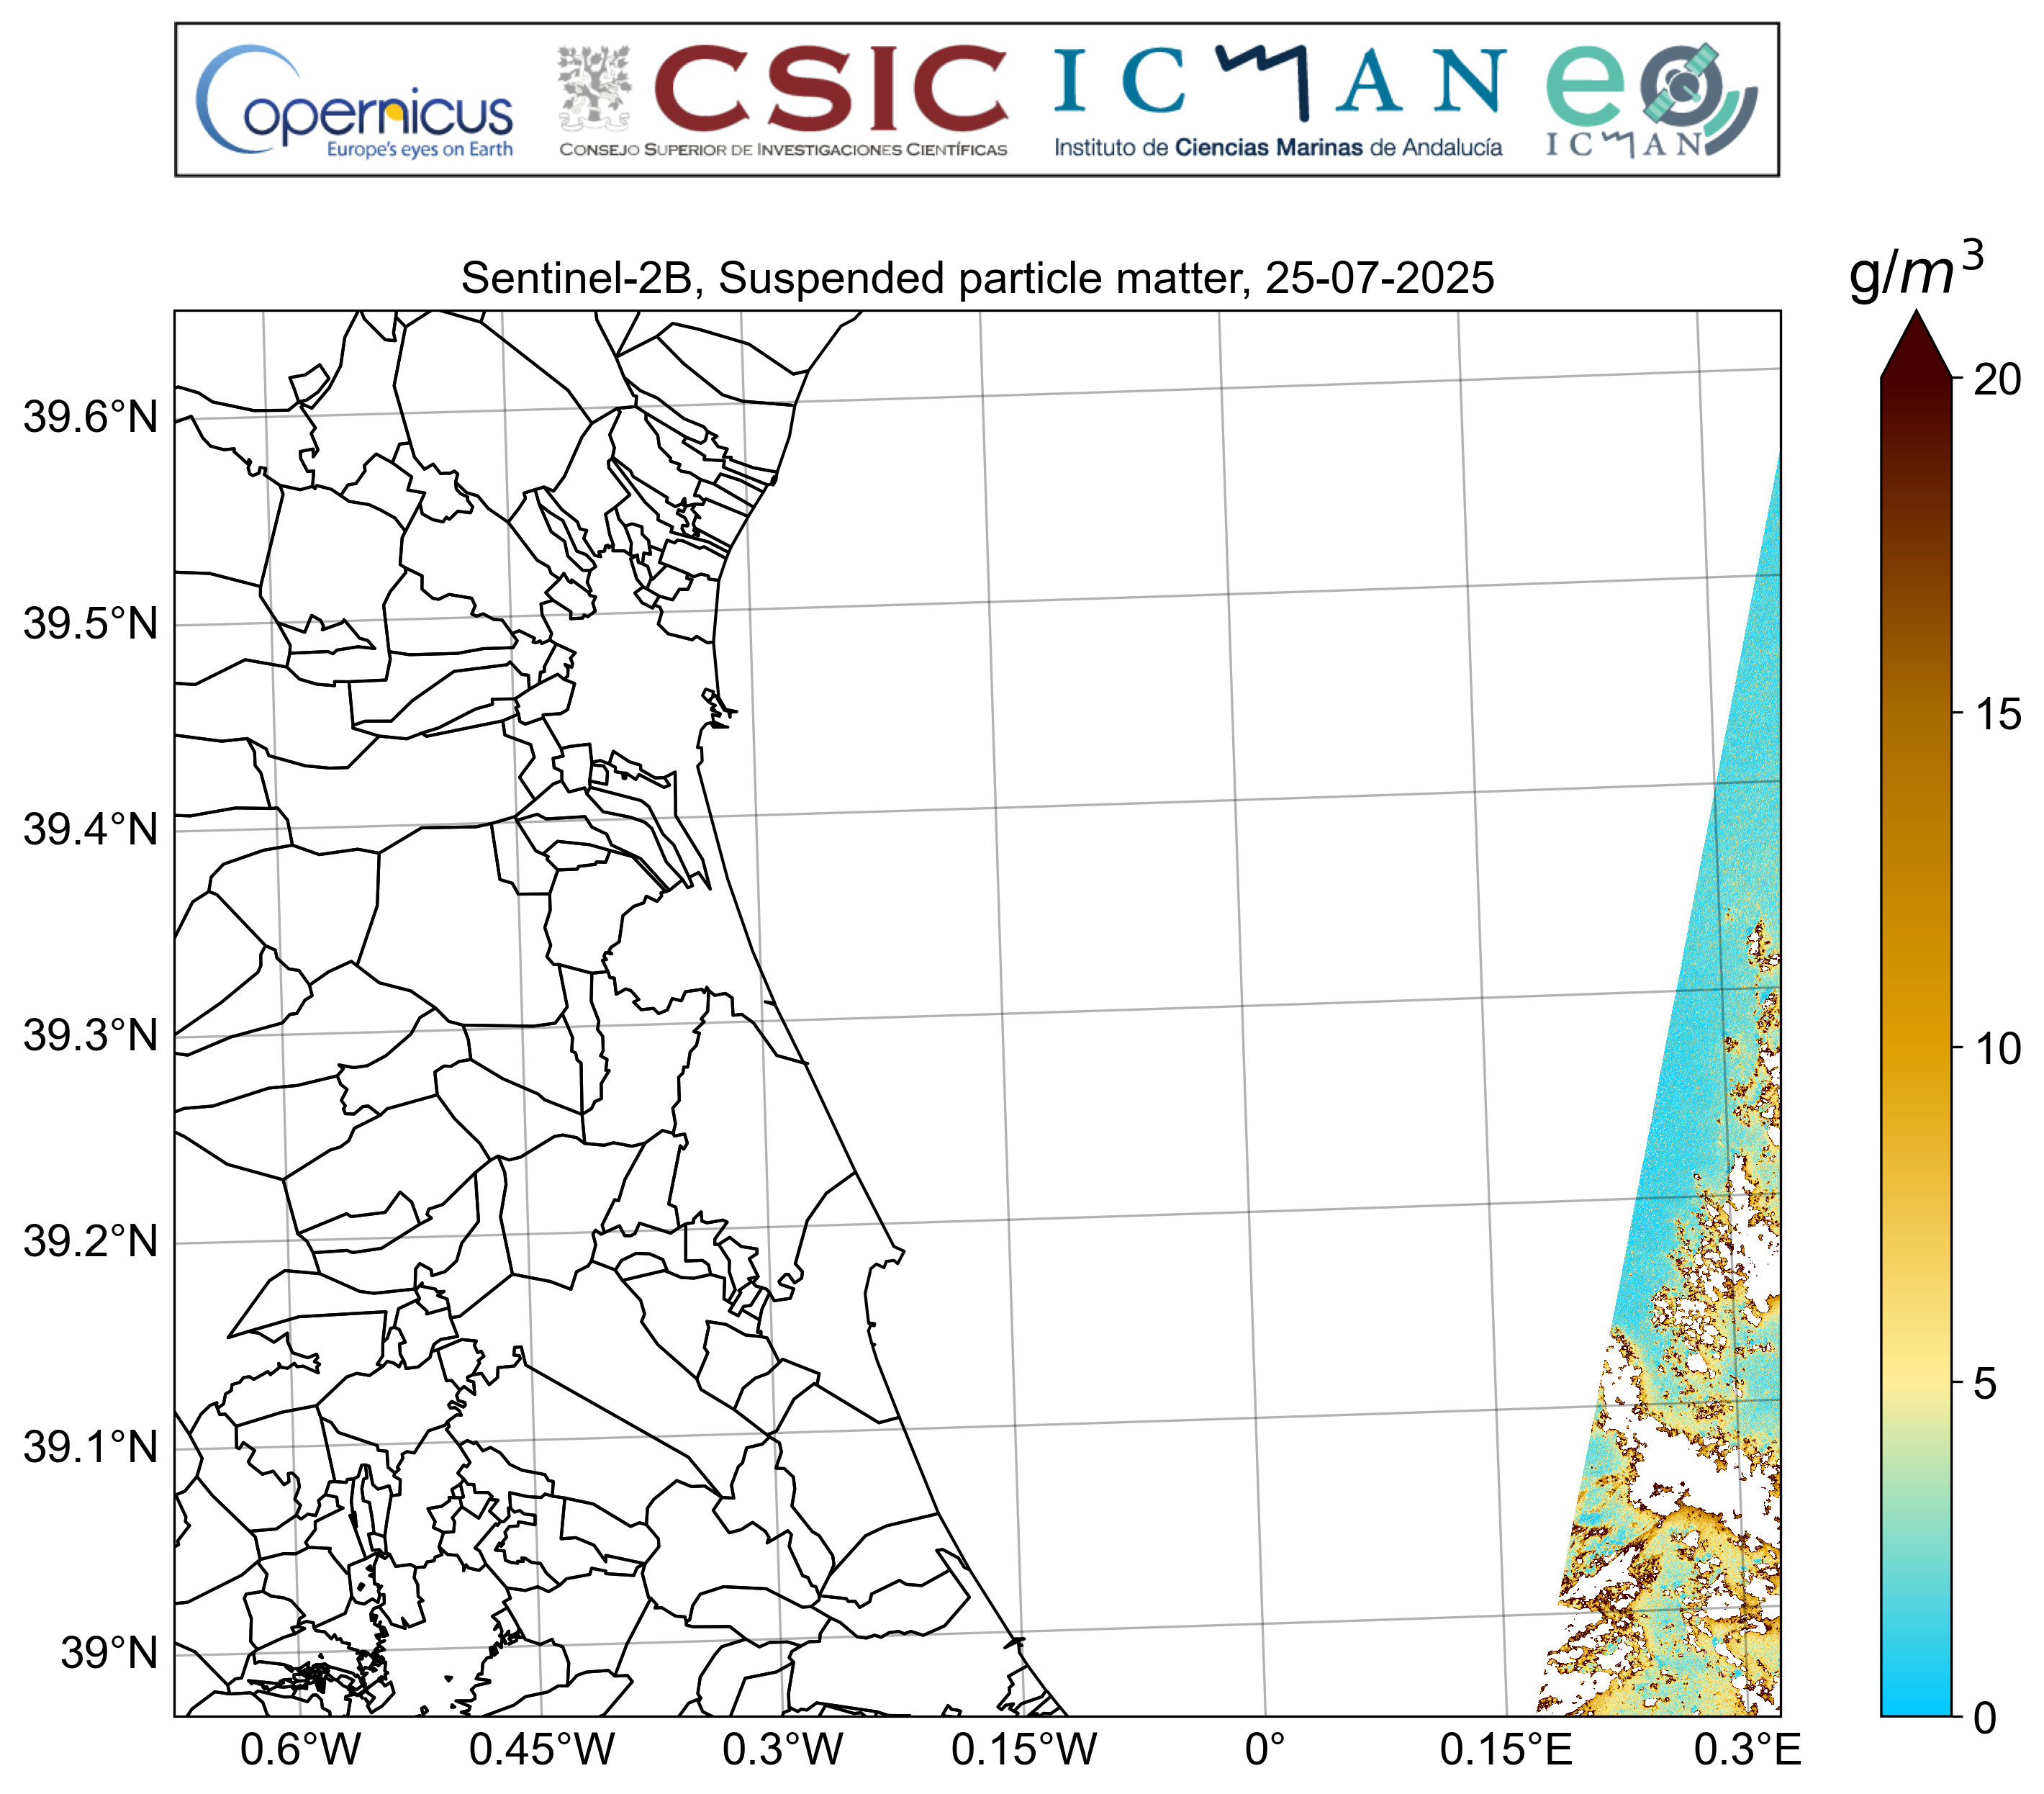 Copernicus
Europe's eyes on Earth
CSIC
CONSEJO SUPERIOR DE INVESTIGACIONES CIENTÍFICAS
ICMAN
Instituto de Ciencias Marinas de Andalucía
eo
ICMAN
Sentinel-2B, Suspended particle matter, 25-07-2025
g/m³
39.6°N
39.5°N
39.4°N
39.3°N
39.2°N
39.1°N
39°N
0.6°W 0.45°W 0.3°W 0.15°W 0° 0.15°E 0.3°E
20
15
10
5
0